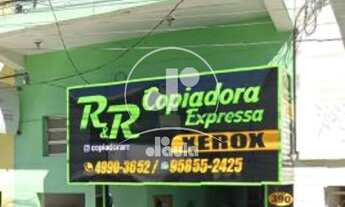 R&R Copiadora
Expressa
XEROX
copiadorarr
4990-3652 / 95855-2425
390